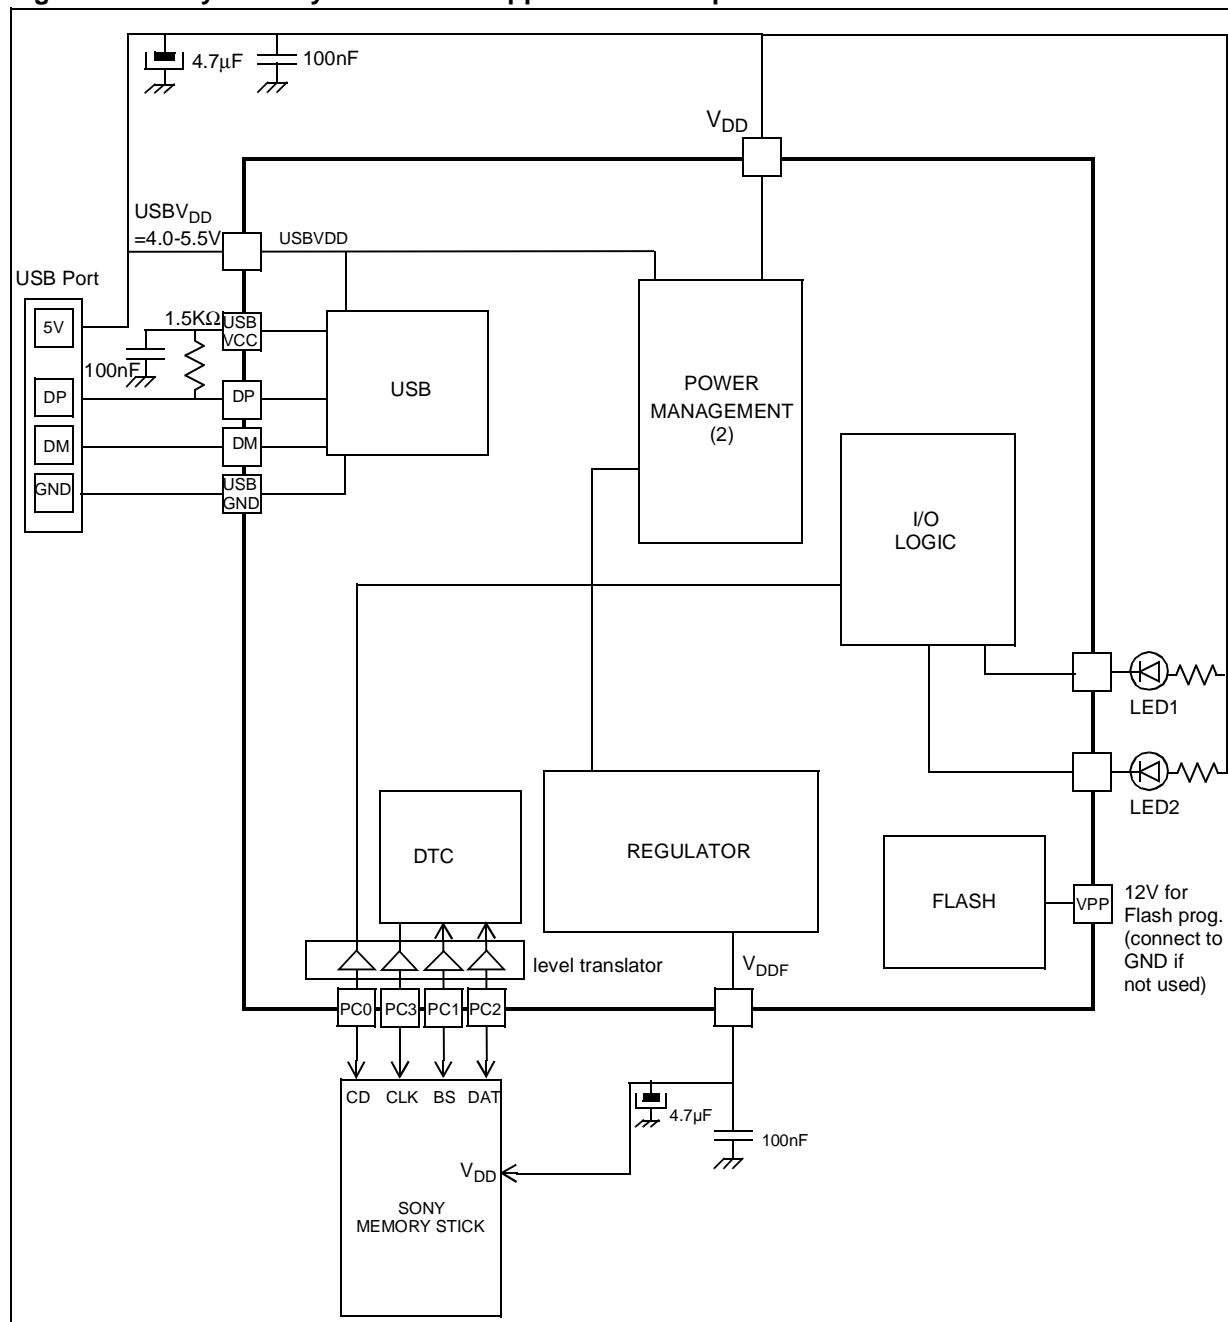 4.7μF
100nF
VDD
USBVDD
=4.0-5.5V
USBVDD
USB Port
5V
1.5KΩ
USB
VCC
100nF
DP
DP
DM
DM
GND
USB
GND
USB
POWER
MANAGEMENT
(2)
I/O
LOGIC
LED1
LED2
DTC
REGULATOR
FLASH
VPP
12V for
Flash prog.
(connect to
GND if
not used)
level translator
VDDF
PC0
PC3
PC1
PC2
CD
CLK
BS
DAT
4.7μF
100nF
VDD
SONY
MEMORY STICK